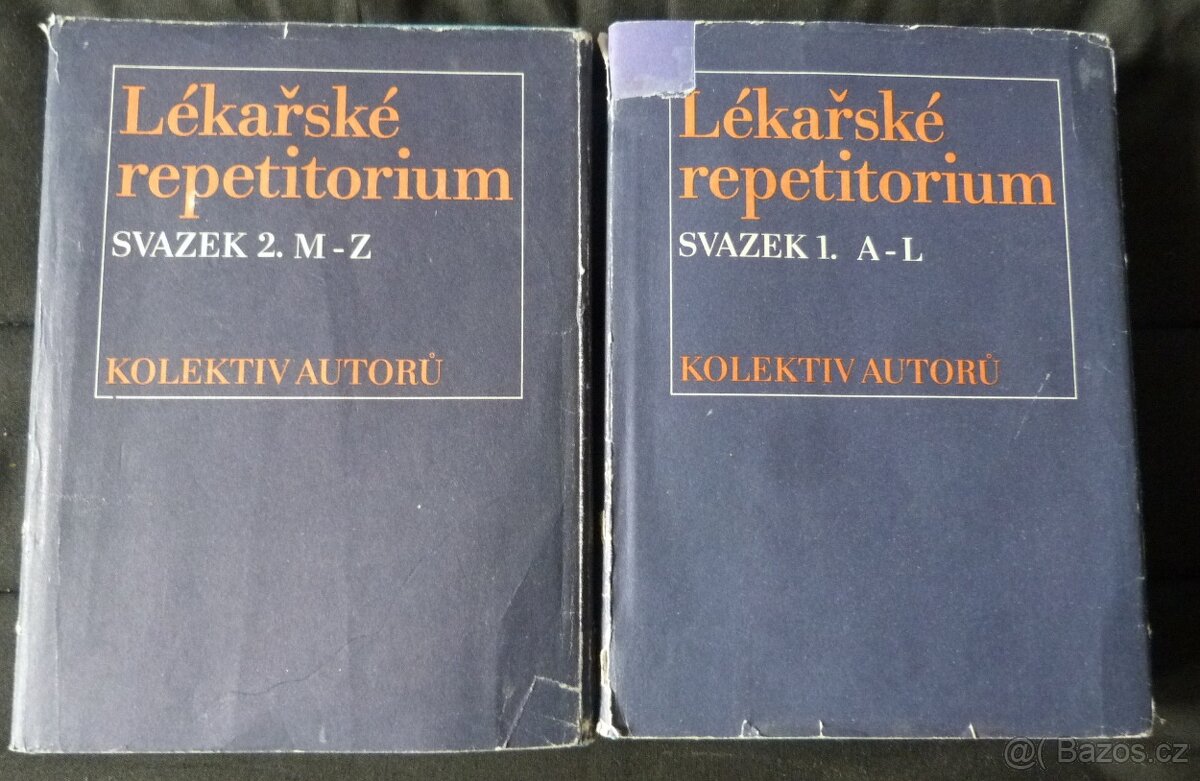 Lékařské
repetitorium
SVAZEK 2. M-Z
KOLEKTIV AUTORŮ
Lékařské
repetitorium
SVAZEK 1. A-L
KOLEKTIV AUTORŮ
@( Bazos.cz